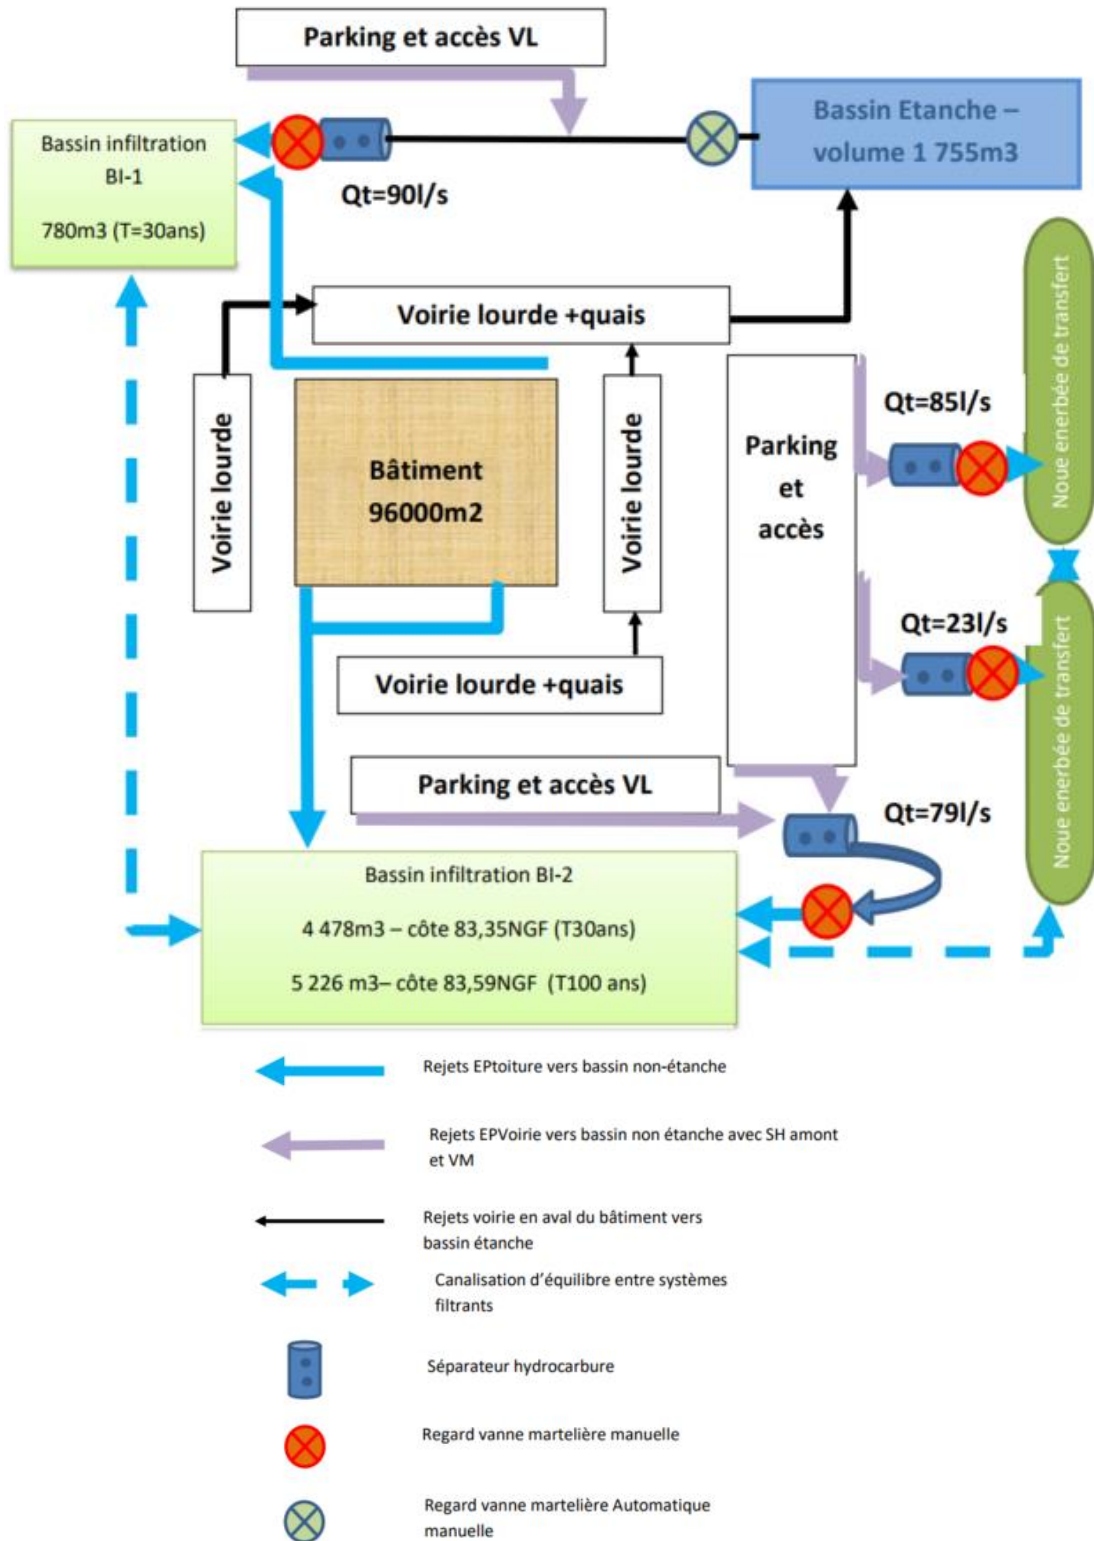 Parking et accès VL
Bassin Etanche –
volume 1 755m3
Bassin infiltration
BI-1
780m3 (T=30ans)
Qt=90l/s
Noue enerbée de transfert
Voirie lourde +quais
Voirie lourde
Bâtiment
96000m2
Voirie lourde
Parking
et
accès
Qt=85l/s
Qt=23l/s
Noue enerbée de transfert
Voirie lourde +quais
Parking et accès VL
Qt=79l/s
Bassin infiltration BI-2
4 478m3 – côte 83,35NGF (T30ans)
5 226 m3– côte 83,59NGF (T100 ans)
Rejets EPtoiture vers bassin non-étanche
Rejets EPVoirie vers bassin non étanche avec SH amont
et VM
Rejets voirie en aval du bâtiment vers
bassin étanche
Canalisation d'équilibre entre systèmes
filtrants
Séparateur hydrocarbure
Regard vanne martelière manuelle
Regard vanne martelière Automatique
manuelle